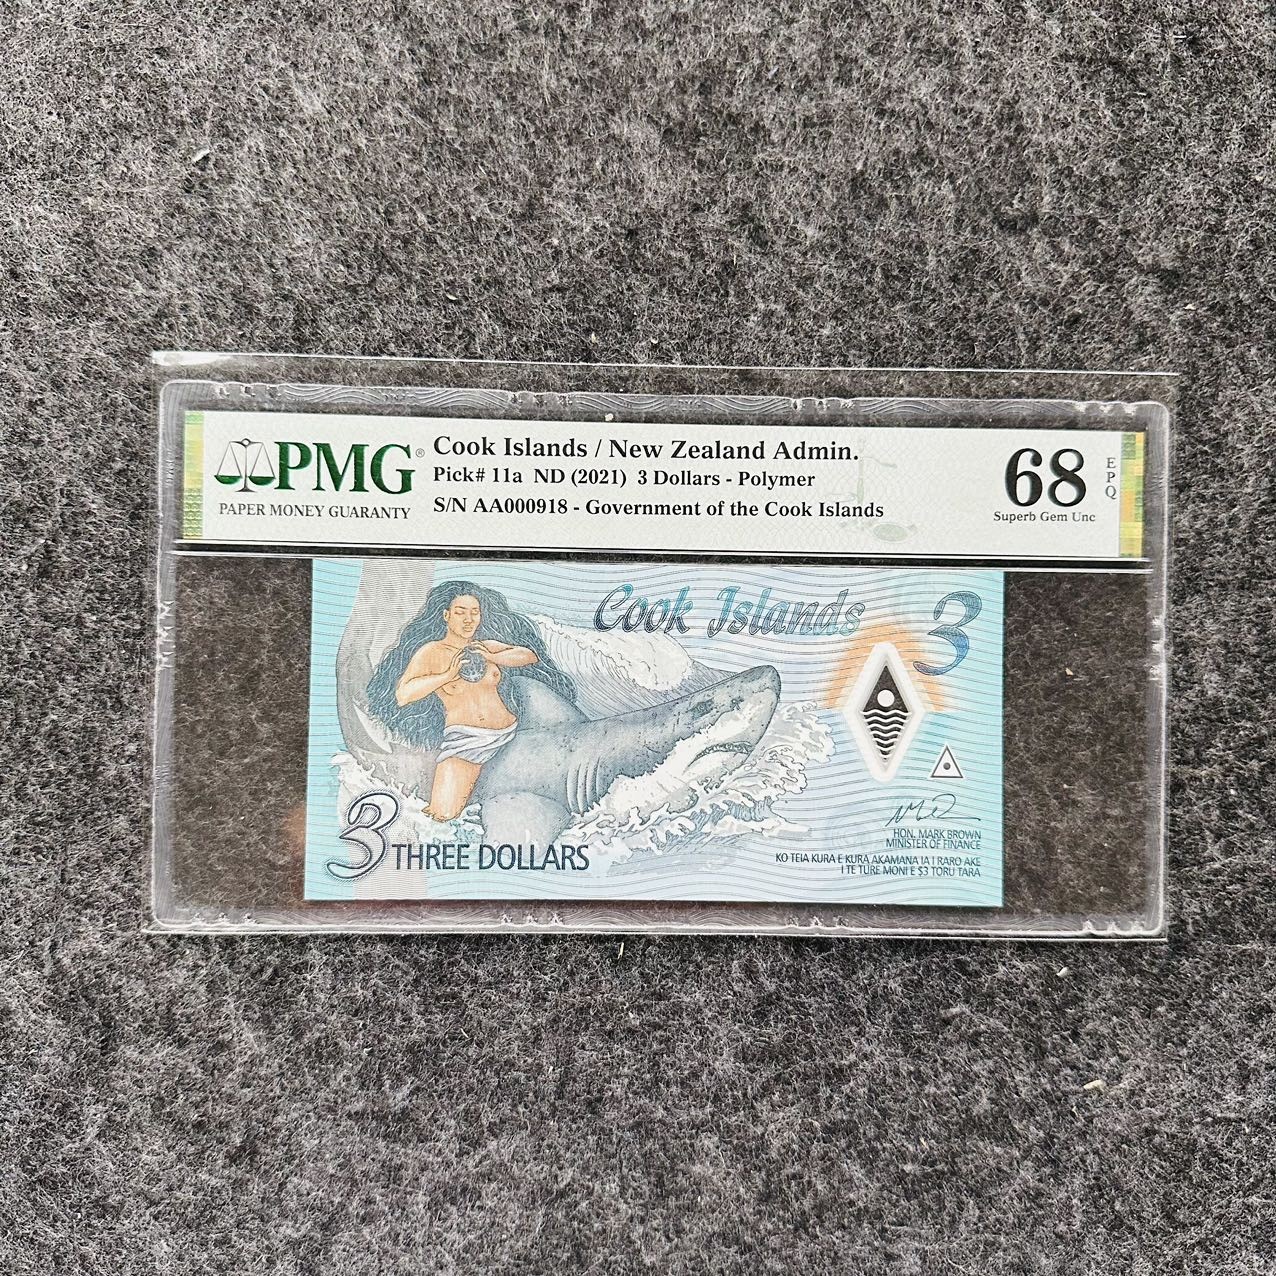 PMG®
PAPER MONEY GUARANTY
Cook Islands / New Zealand Admin.
Pick# 11a ND (2021) 3 Dollars - Polymer
S/N AA000918 - Government of the Cook Islands
68
EPQ
Superb Gem Unc
Cook Islands
3
3 THREE DOLLARS
HON. MARK BROWN
MINISTER OF FINANCE
KO TEIA KURA E KURA AKAMANA IA I RARO AKE
I TE TURE MONI E $3 TORU TARA